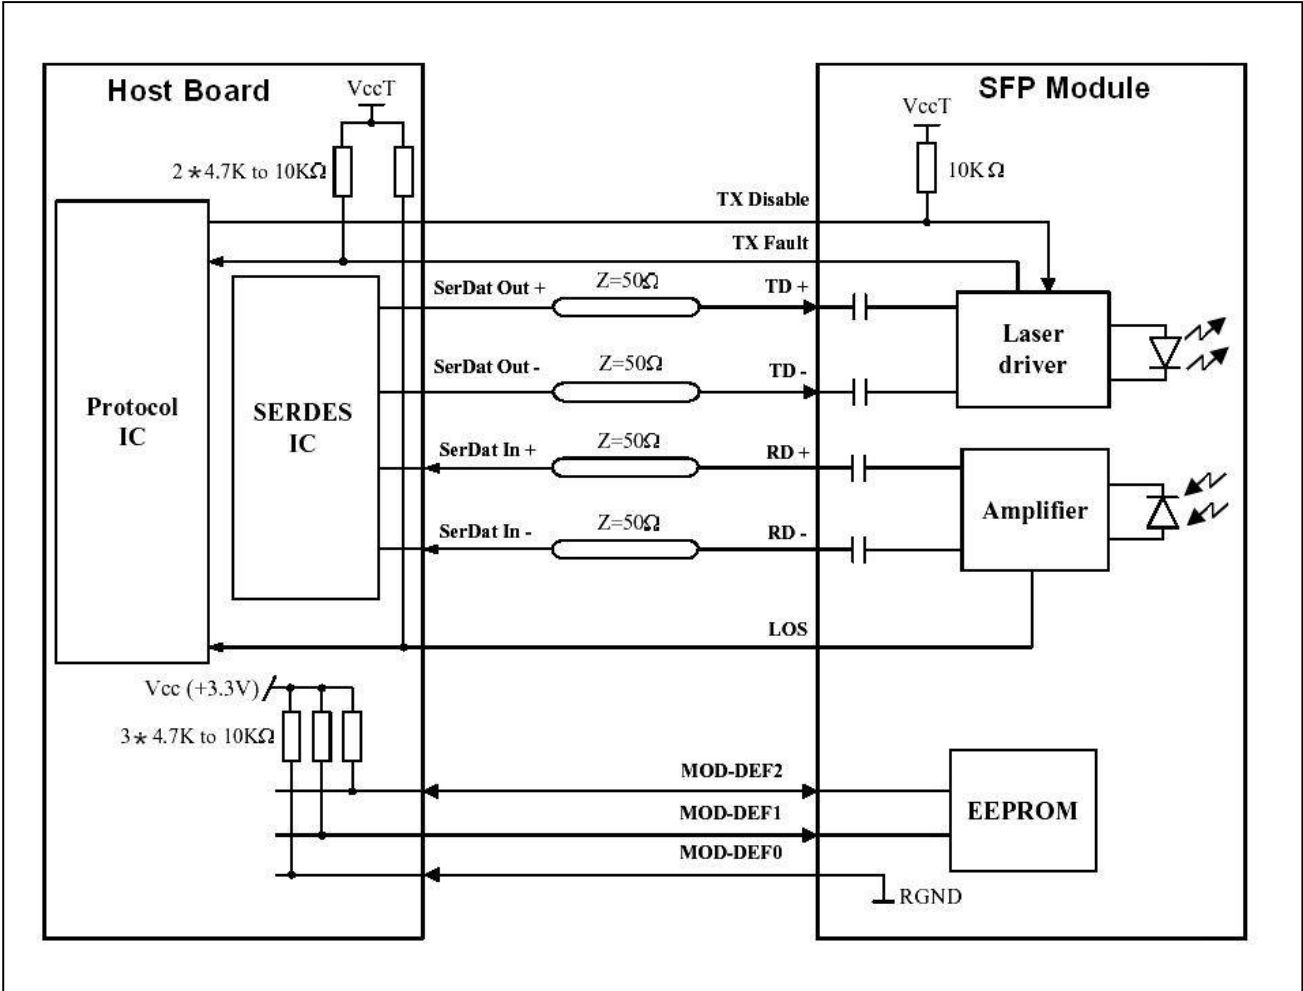 Host Board
SFP Module
VccT
VccT
2*4.7K to 10KΩ
10KΩ
TX Disable
TX Fault
SerDat Out +
Z=50Ω
TD +
SerDat Out -
Z=50Ω
TD -
Laser
driver
Protocol
IC
SERDES
IC
SerDat In +
Z=50Ω
RD +
SerDat In -
Z=50Ω
RD -
Amplifier
LOS
Vcc (+3.3V)
3*4.7K to 10KΩ
MOD-DEF2
MOD-DEF1
MOD-DEF0
EEPROM
RGND